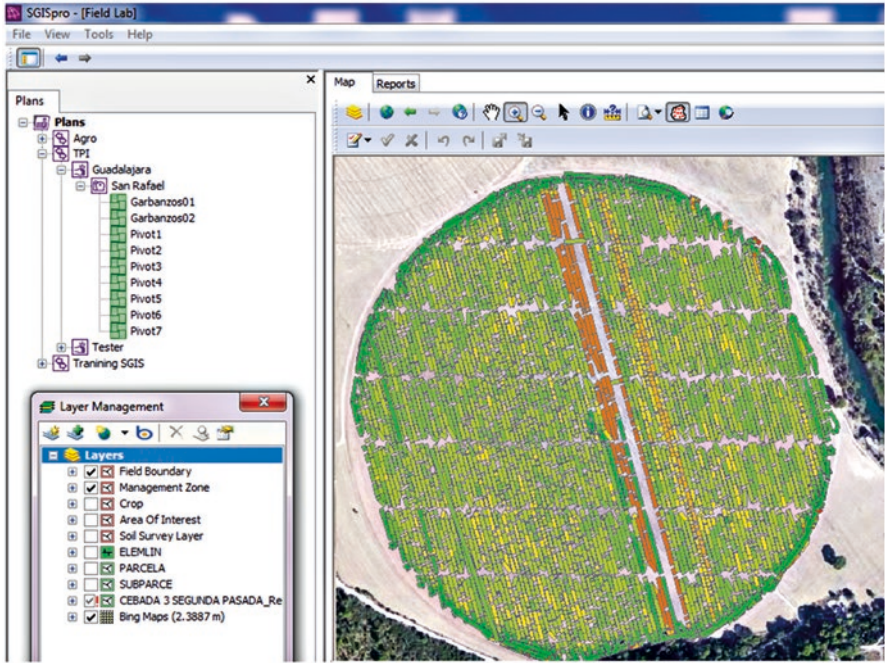 SGISpro - [Field Lab]
File View Tools Help
Plans
Plans
Agro
TPI
Guadalajara
San Rafael
Garbanzos01
Garbanzos02
Pivot1
Pivot2
Pivot3
Pivot4
Pivot5
Pivot6
Pivot7
Tester
Tranining SGIS
Map Reports
Layer Management
Layers
Field Boundary
Management Zone
Crop
Area Of Interest
Soil Survey Layer
ELEMLIN
PARCELA
SUBPARCE
CEBADA 3 SEGUNDA PASADA_Re
Bing Maps (2.3887 m)